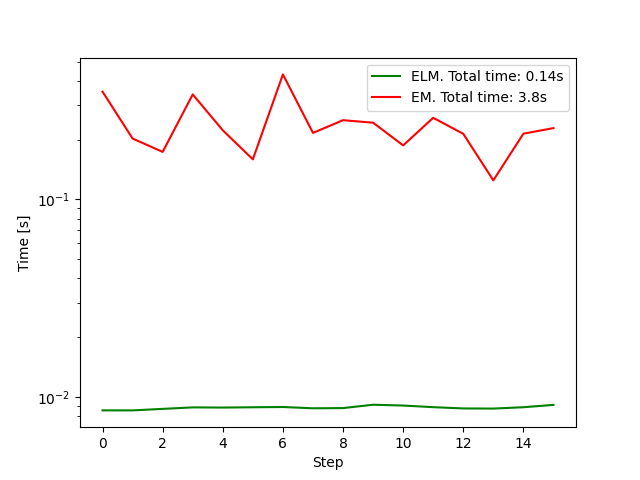 ELM. Total time: 0.14s
EM. Total time: 3.8s
10⁻¹
Time [s]
10⁻²
0 2 4 6 8 10 12 14
Step